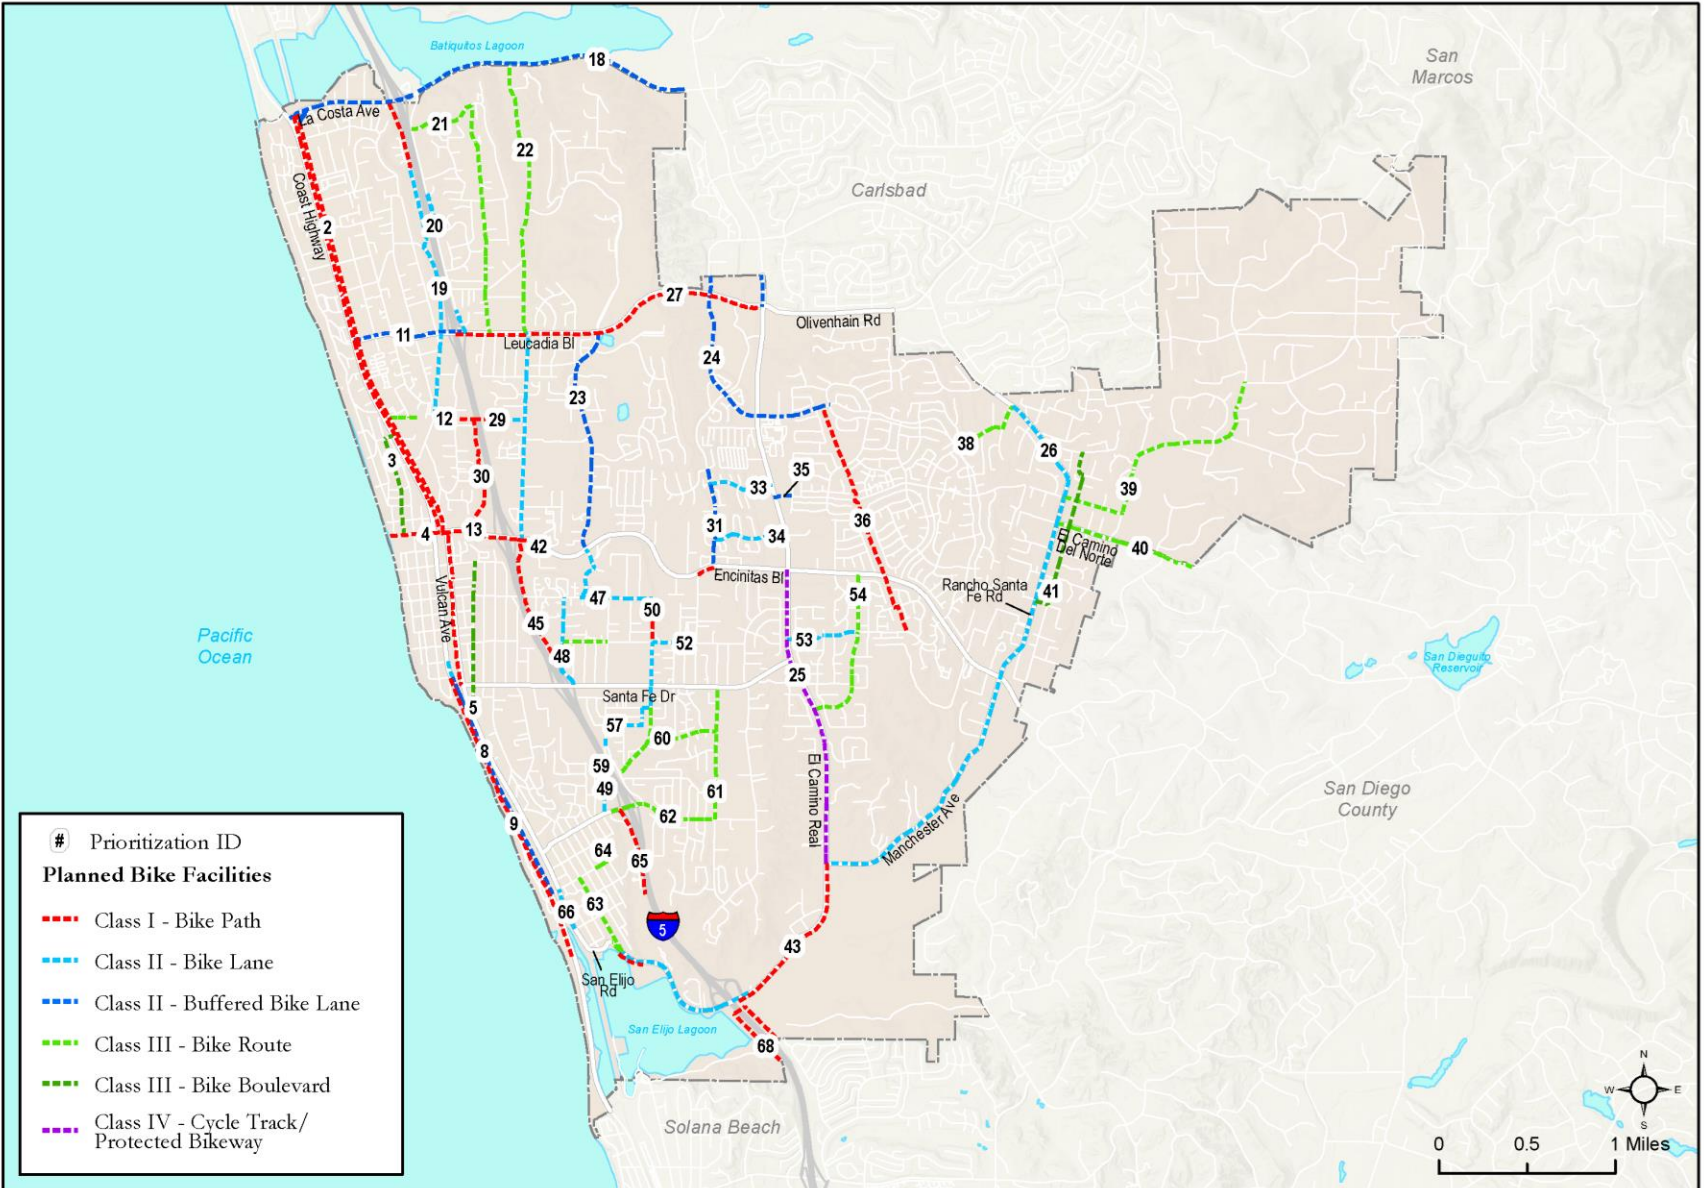 Batiquitos Lagoon
18
San
Marcos
La Costa Ave
21
22
Carlsbad
Coast Highway
2
20
19
27
Olivenhain Rd
11
Leucadia Bl
24
23
12
29
38
26
3
35
30
33
39
31
36
4
13
34
42
El Camino
Del Norte
40
Encinitas Bl
Vulcan Ave
47
54
Rancho Santa
Fe Rd
41
50
45
Pacific
Ocean
53
52
48
San Dieguito
Reservoir
25
Santa Fe Dr
5
57
60
8
59
49
61
El Camino Real
San Diego
County
62
9
Manchester Ave
64
65
63
66
5
43
San Elijo
Rd
San Elijo Lagoon
68
Solana Beach
# Prioritization ID
Planned Bike Facilities
Class I - Bike Path
Class II - Bike Lane
Class II - Buffered Bike Lane
Class III - Bike Route
Class III - Bike Boulevard
Class IV - Cycle Track/
Protected Bikeway
N
W E
S
0 0.5 1 Miles